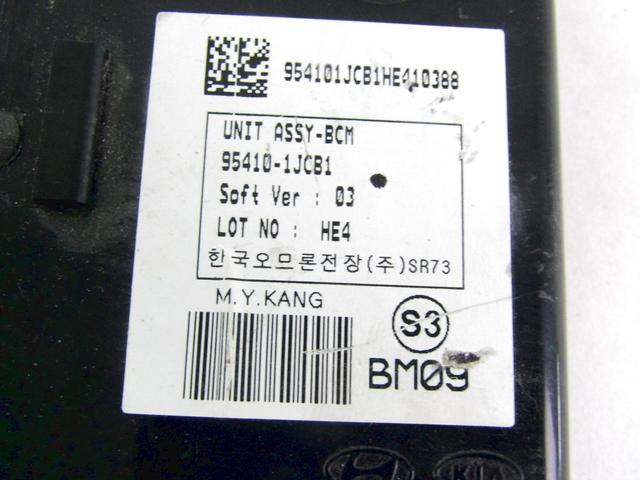 954101JCB1HE410388
UNIT ASSY-BCM
95410-1JCB1
Soft Ver : 03
LOT NO : HE4
한국오므론전장(주)SR73
M.Y.KANG
S3
BM09
KIA